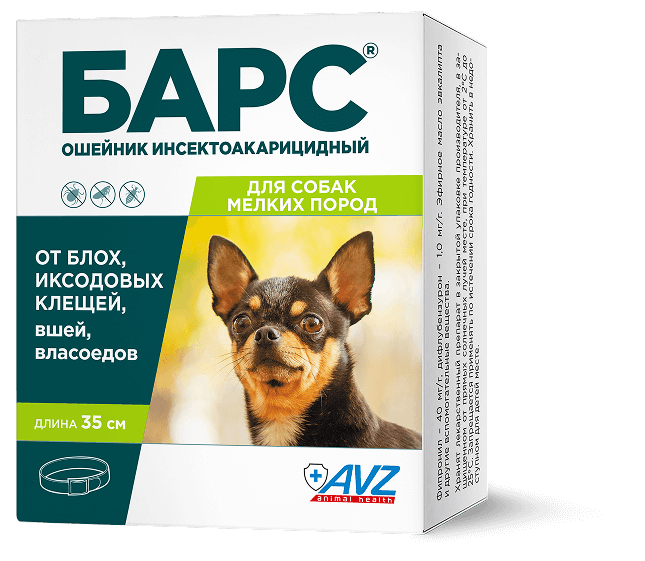 БАРС®
ОШЕЙНИК ИНСЕКТОАКАРИЦИДНЫЙ
ДЛЯ СОБАК
МЕЛКИХ ПОРОД
ОТ БЛОХ,
ИКСОДОВЫХ
КЛЕЩЕЙ,
вшей,
власоедов
ДЛИНА 35 СМ
AVZ
animal health
Фипронил – 40 мг/г, дифлубензурон – 1,0 мг/г. Эфирное масло эвкалипта
и другие вспомогательные вещества.
Хранят лекарственный препарат в закрытой упаковке производителя, в за-
щищенном от прямых солнечных лучей месте, при температуре от 2°С до
25°С. Запрещается применять по истечении срока годности. Хранить в недо-
ступном для детей месте.